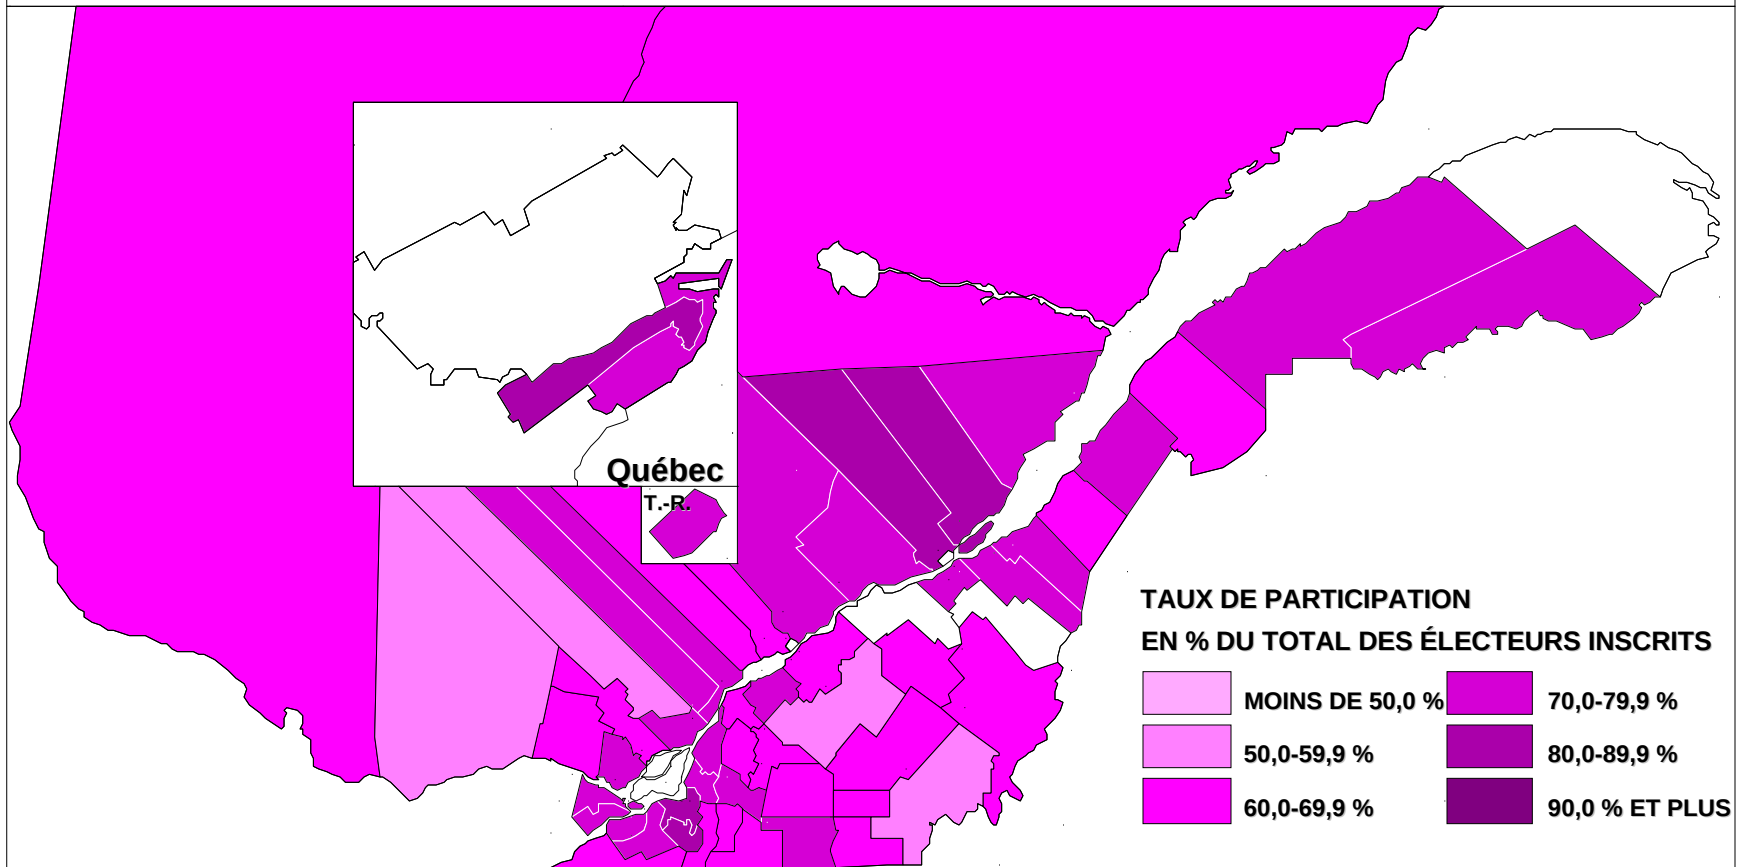 Québec
T.-R.
TAUX DE PARTICIPATION
EN % DU TOTAL DES ÉLECTEURS INSCRITS
MOINS DE 50,0 %
50,0-59,9 %
60,0-69,9 %
70,0-79,9 %
80,0-89,9 %
90,0 % ET PLUS